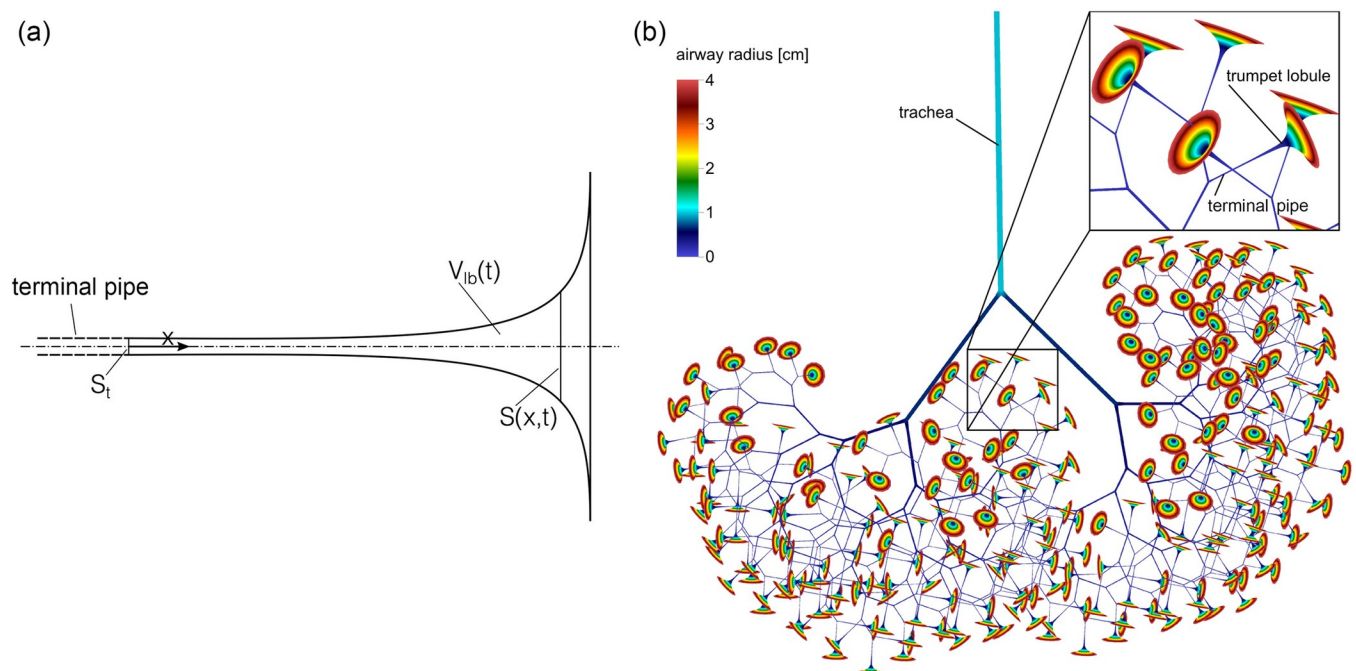 (a)
terminal pipe
x
S_t
V_lb(t)
S(x,t)
(b)
airway radius [cm]
4
3
2
1
0
trachea
trumpet lobule
terminal pipe